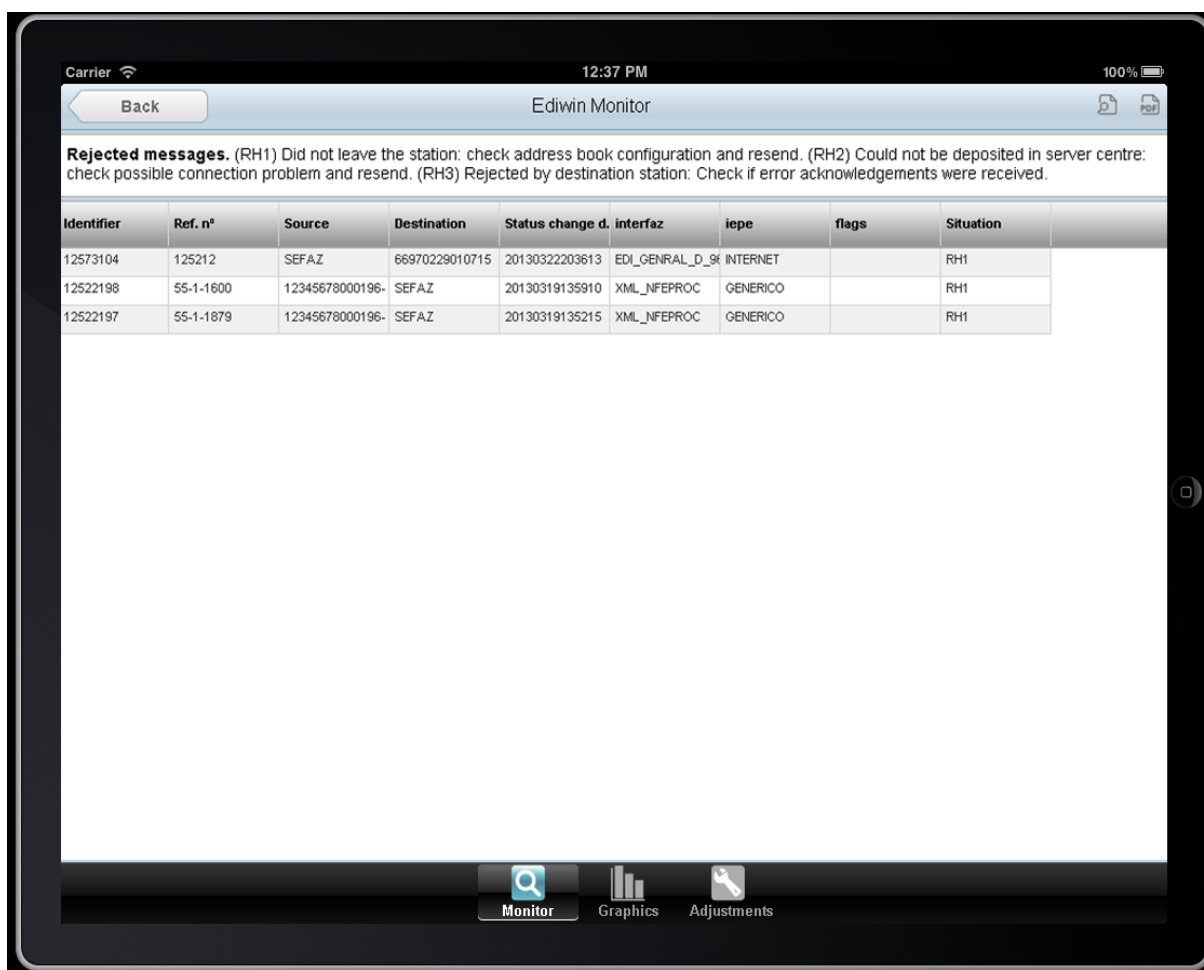 Carrier 12:37 PM 100%
Back Ediwin Monitor PDF
Rejected messages. (RH1) Did not leave the station: check address book configuration and resend. (RH2) Could not be deposited in server centre:
check possible connection problem and resend. (RH3) Rejected by destination station: Check if error acknowledgements were received.
Identifier Ref. nº Source Destination Status change d. interfaz iepe flags Situation
12573104 125212 SEFAZ 66970229010715 20130322203613 EDI_GENRAL_D_96 INTERNET RH1
12522198 55-1-1600 12345678000196- SEFAZ 20130319135910 XML_NFEPROC GENERICO RH1
12522197 55-1-1879 12345678000196- SEFAZ 20130319135215 XML_NFEPROC GENERICO RH1
Monitor Graphics Adjustments